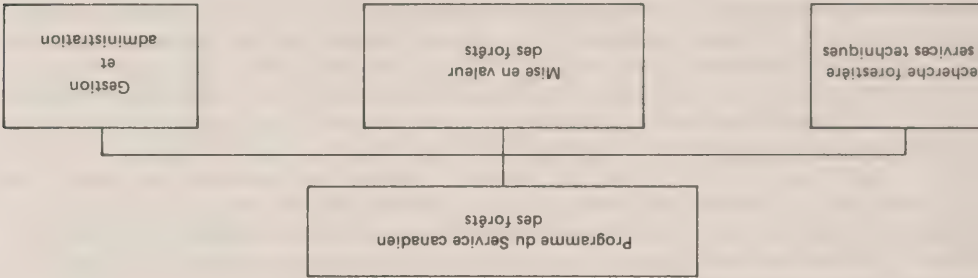 Programme du Service canadien
des forêts
echerche forestière
services techniques
Mise en valeur
des forêts
Gestion
et
administration